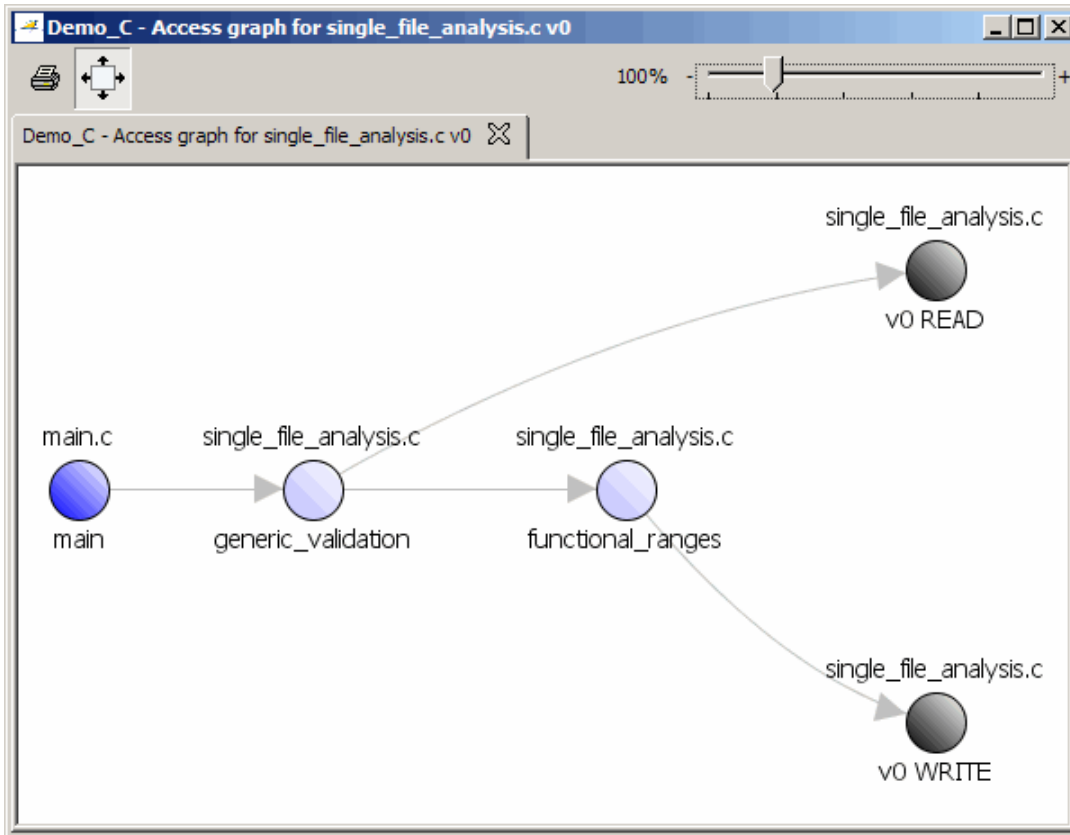 Demo_C - Access graph for single_file_analysis.c v0
100% - +
Demo_C - Access graph for single_file_analysis.c v0
single_file_analysis.c
v0 READ
main.c single_file_analysis.c single_file_analysis.c
main generic_validation functional_ranges
single_file_analysis.c
v0 WRITE